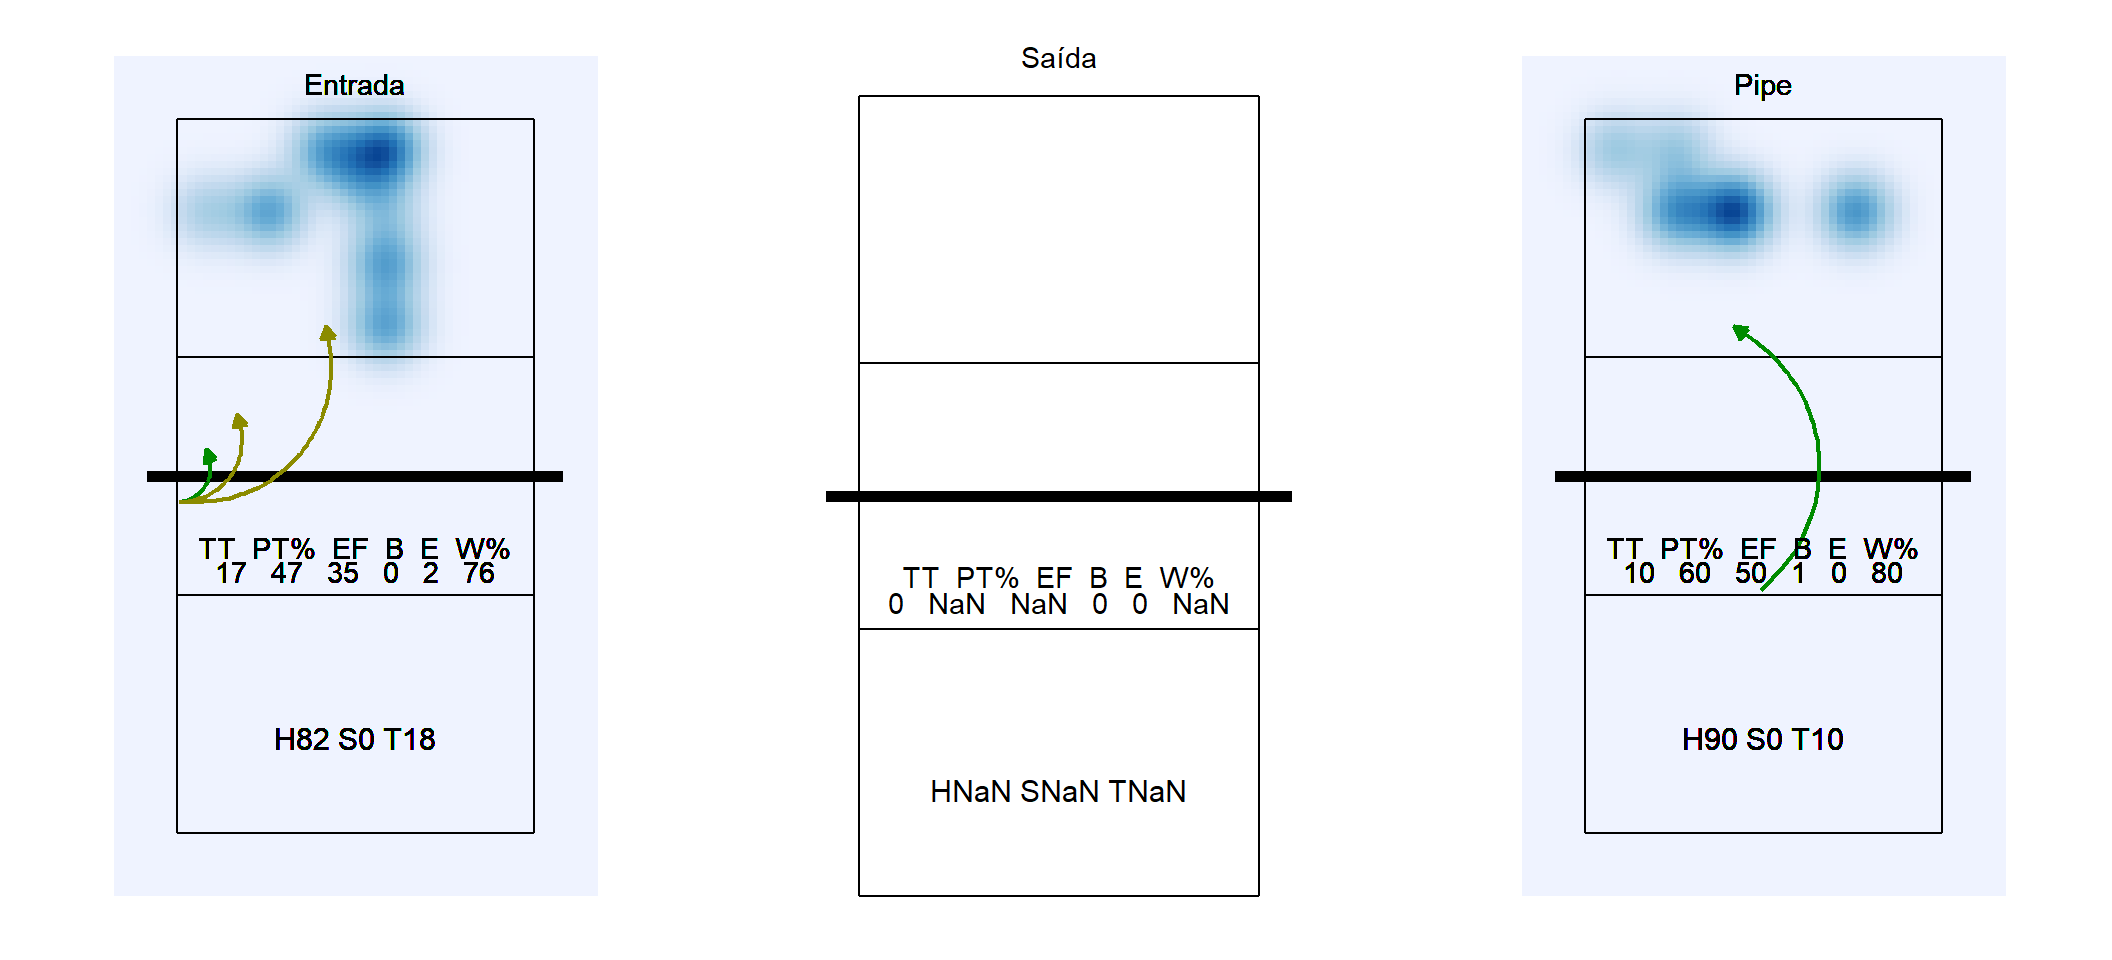 Entrada
TT PT% EF B E W%
17 47 35 0 2 76
H82 S0 T18
Saída
TT PT% EF B E W%
0 NaN NaN 0 0 NaN
HNaN SNaN TNaN
Pipe
TT PT% EF B E W%
10 60 50 1 0 80
H90 S0 T10